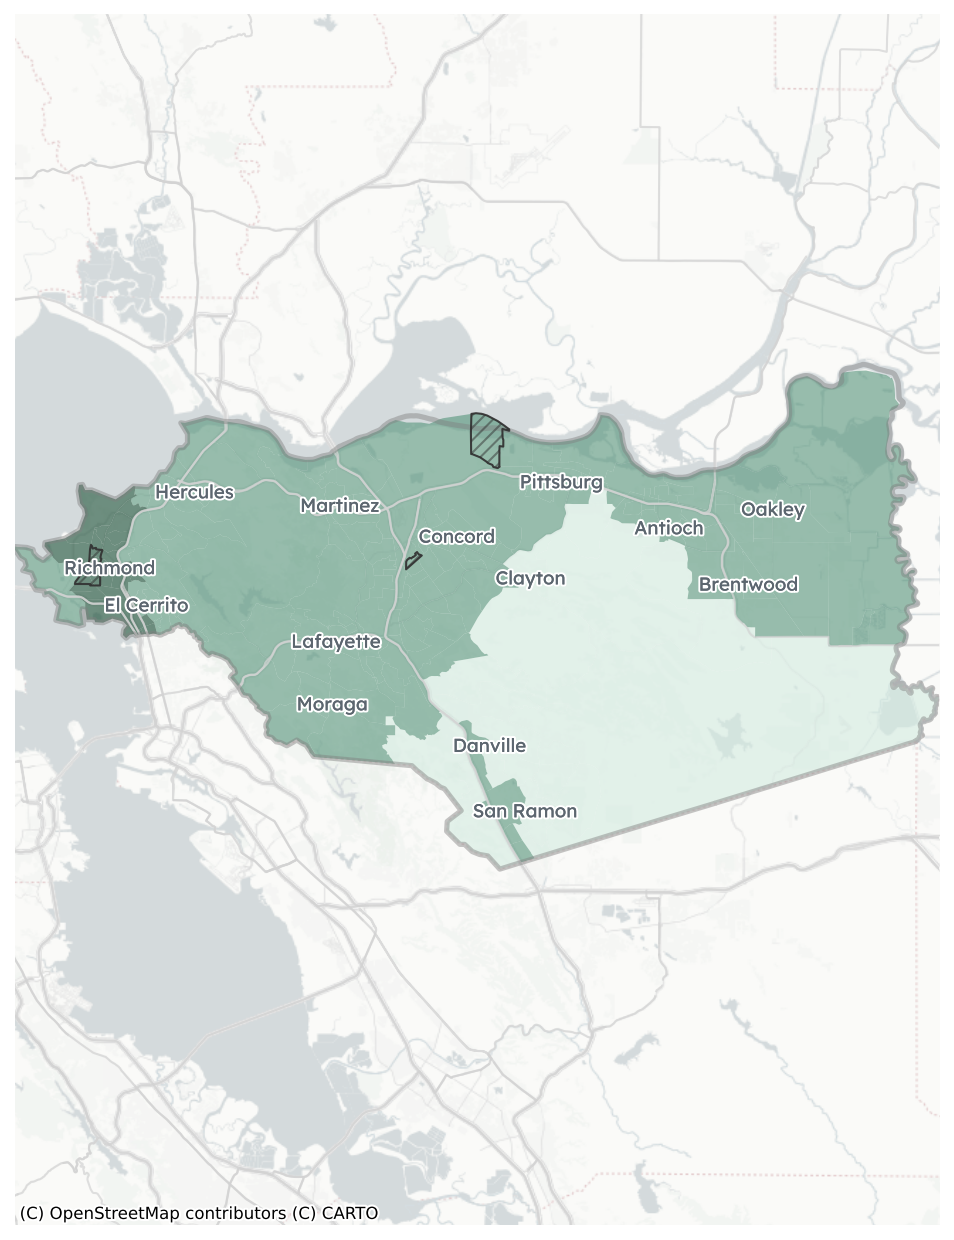 Hercules
Martinez
Pittsburg
Concord
Antioch
Oakley
Richmond
Clayton
Brentwood
El Cerrito
Lafayette
Moraga
Danville
San Ramon
(C) OpenStreetMap contributors (C) CARTO